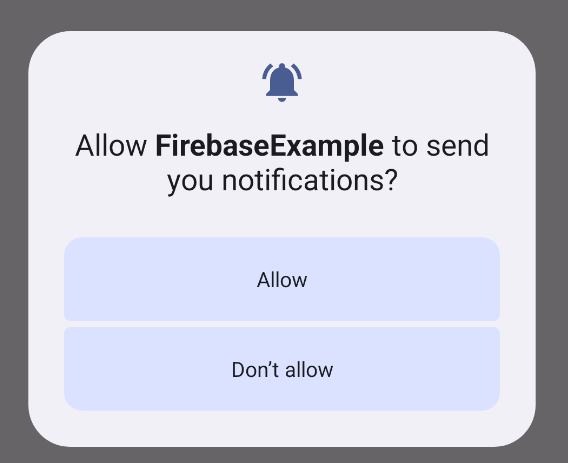 Allow FirebaseExample to send
you notifications?
Allow
Don’t allow